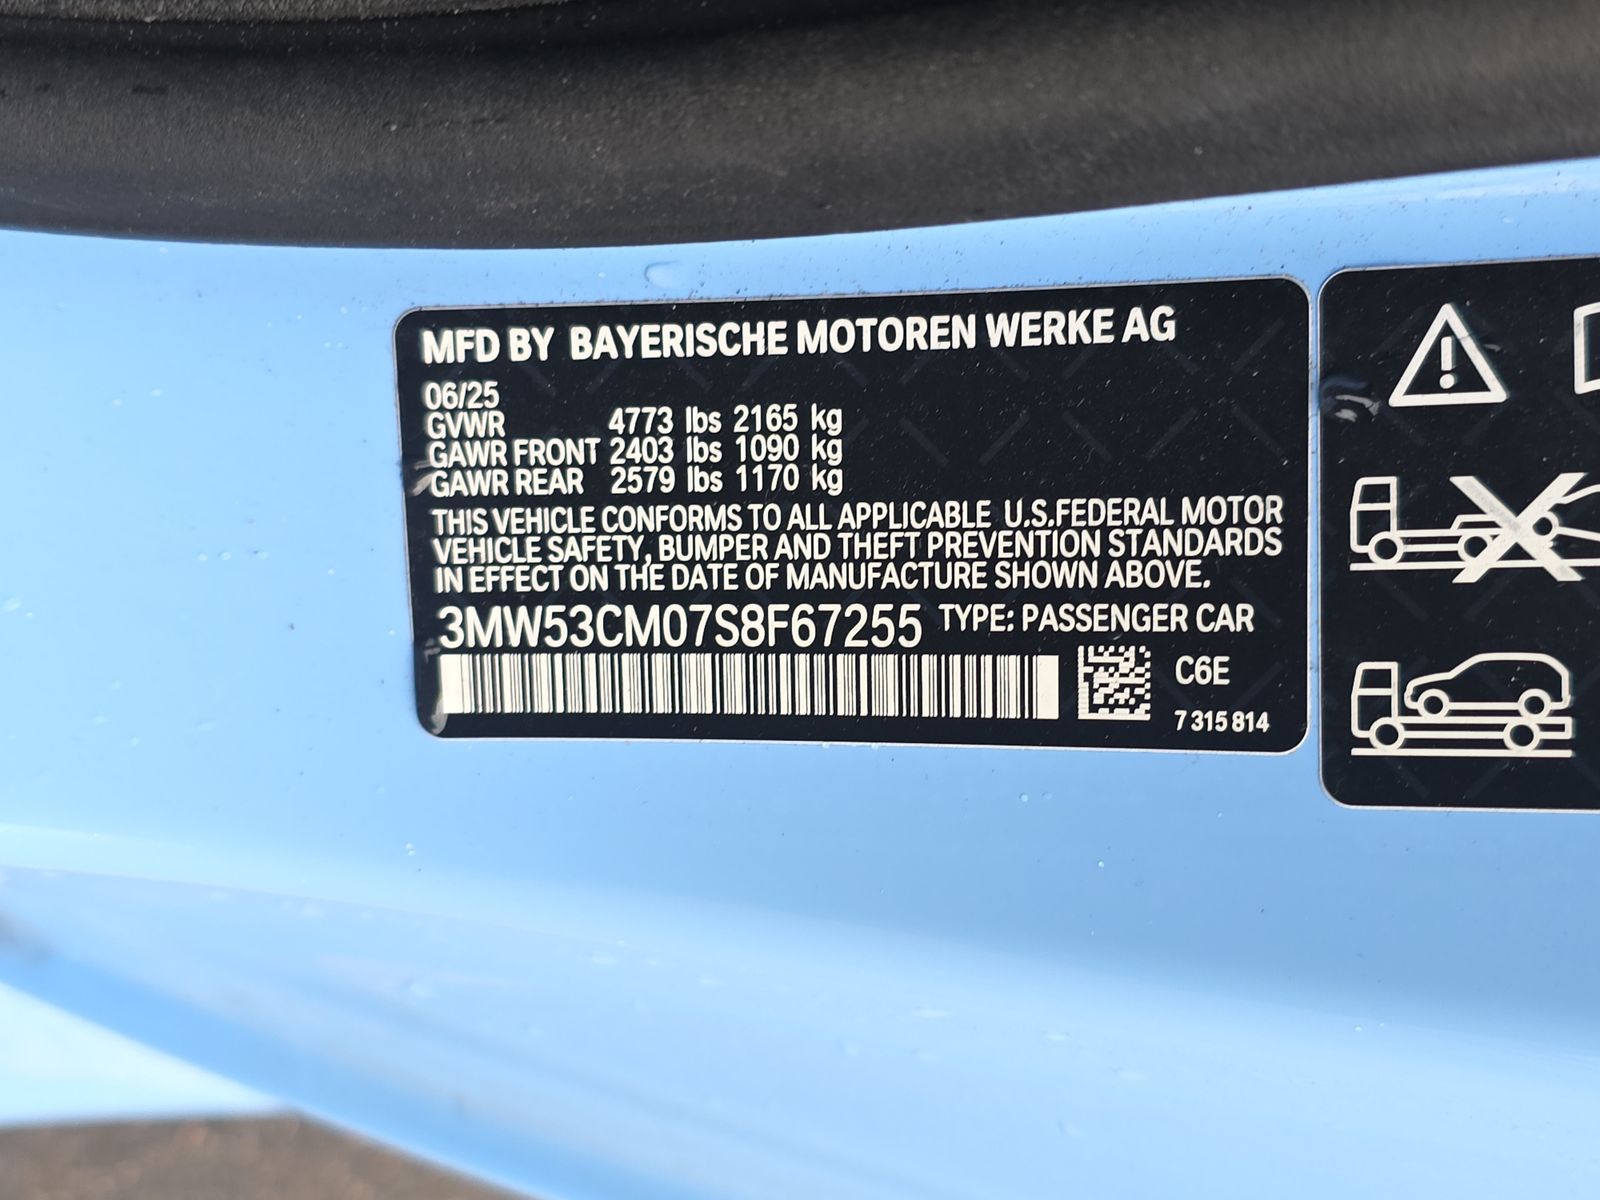 MFD BY BAYERISCHE MOTOREN WERKE AG
06/25
GVWR 4773 lbs 2165 kg
GAWR FRONT 2403 lbs 1090 kg
GAWR REAR 2579 lbs 1170 kg
THIS VEHICLE CONFORMS TO ALL APPLICABLE U.S.FEDERAL MOTOR
VEHICLE SAFETY, BUMPER AND THEFT PREVENTION STANDARDS
IN EFFECT ON THE DATE OF MANUFACTURE SHOWN ABOVE.
3MW53CM07S8F67255 TYPE: PASSENGER CAR
C6E
7 315 814